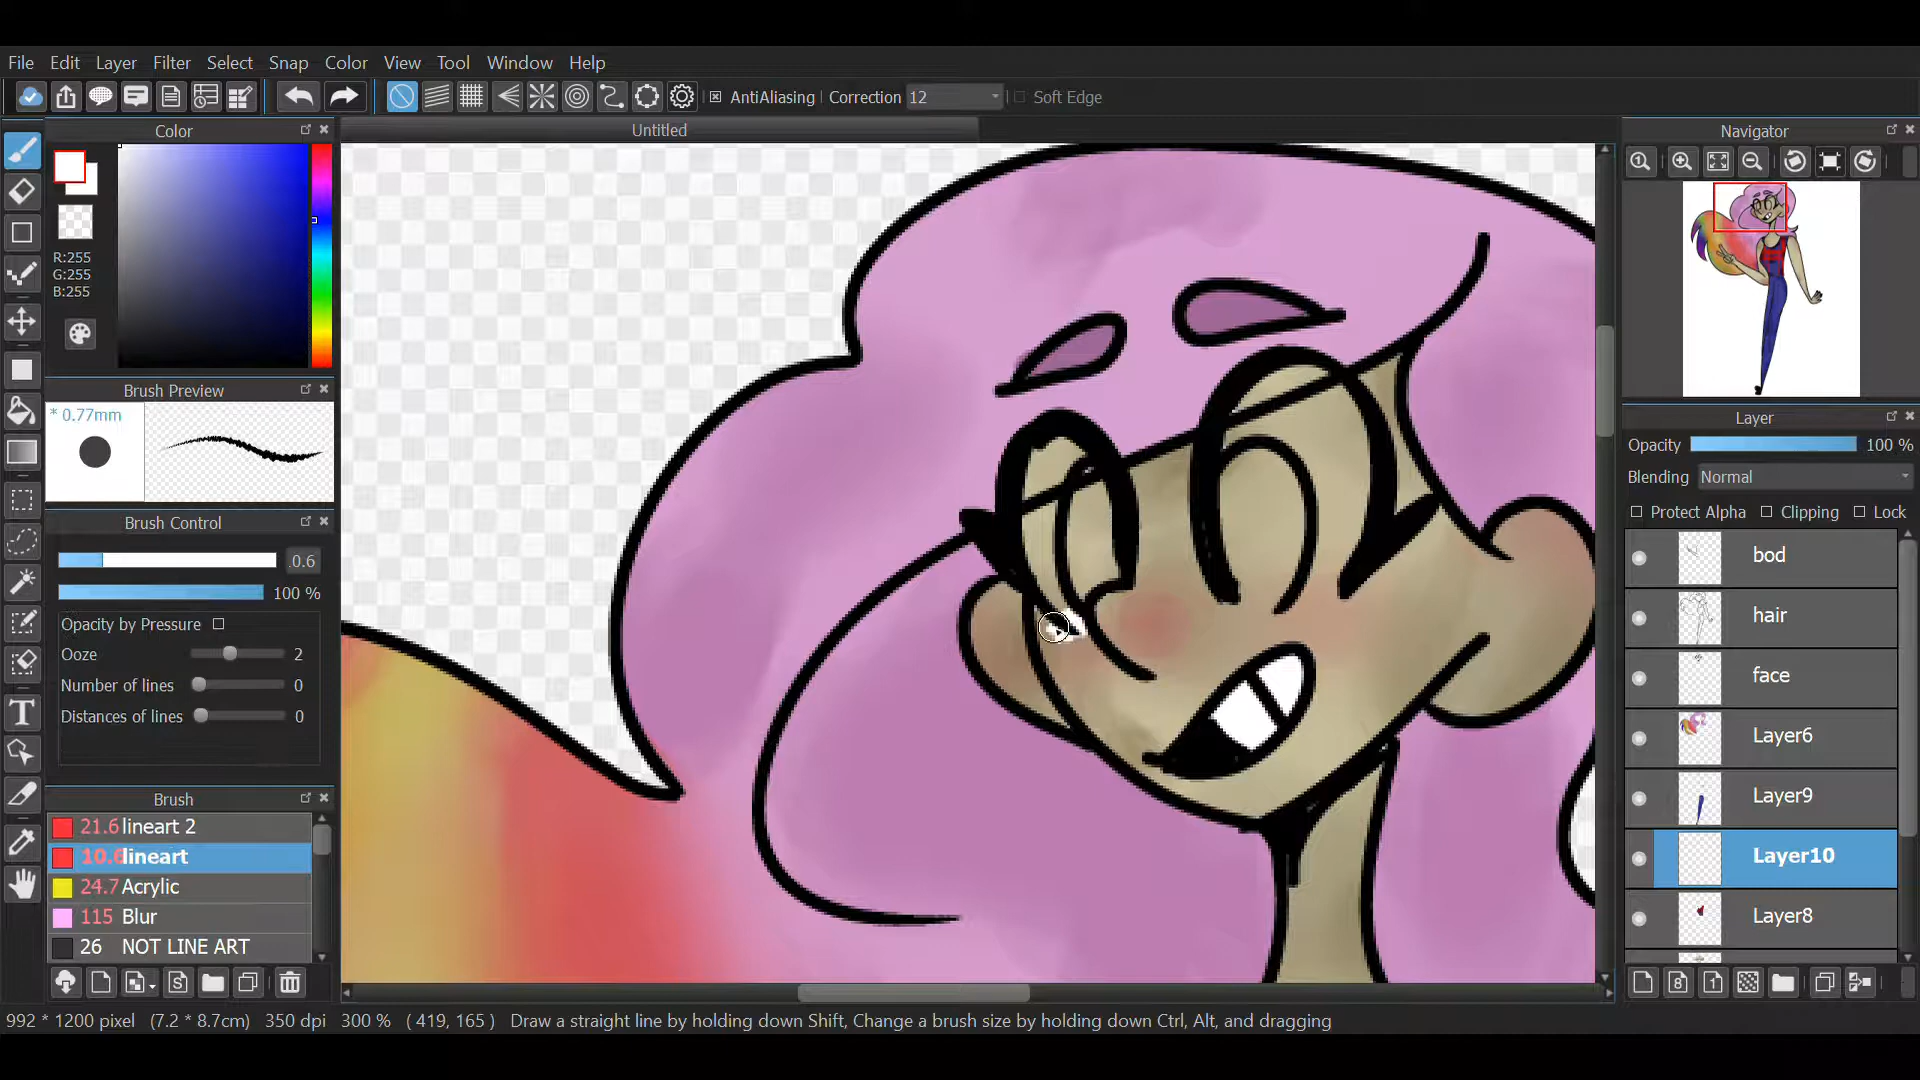 File Edit Layer Filter Select Snap Color View Tool Window Help
AntiAliasing Correction 12 Soft Edge
Color
Untitled
Navigator
R:255
G:255
B:255
Brush Preview
* 0.77mm
Layer
Opacity 100 %
Blending Normal
Protect Alpha Clipping Lock
Brush Control
.0.6
100 %
Opacity by Pressure
Ooze 2
Number of lines 0
Distances of lines 0
bod
hair
face
Layer6
Layer9
Layer10
Layer8
Brush
21.6 lineart 2
10.6 lineart
24.7 Acrylic
115 Blur
26 NOT LINE ART
992 * 1200 pixel (7.2 * 8.7cm) 350 dpi 300 % ( 419, 165 ) Draw a straight line by holding down Shift, Change a brush size by holding down Ctrl, Alt, and dragging